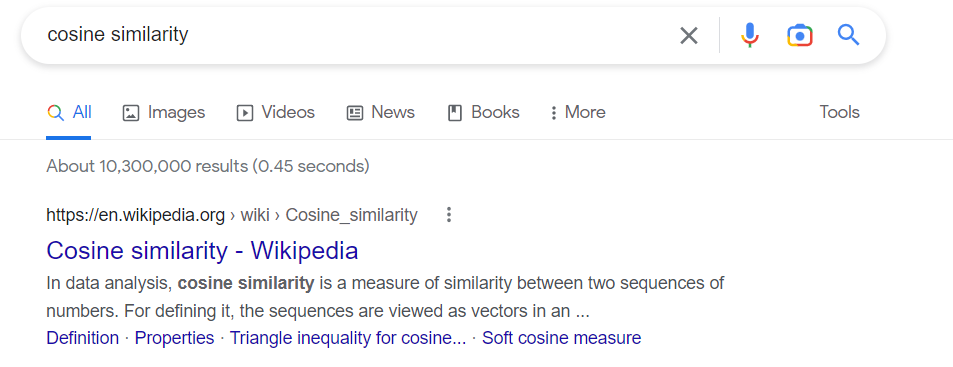 cosine similarity
All Images Videos News Books More Tools
About 10,300,000 results (0.45 seconds)
https://en.wikipedia.org › wiki › Cosine_similarity
Cosine similarity - Wikipedia
In data analysis, cosine similarity is a measure of similarity between two sequences of
numbers. For defining it, the sequences are viewed as vectors in an ...
Definition · Properties · Triangle inequality for cosine... · Soft cosine measure